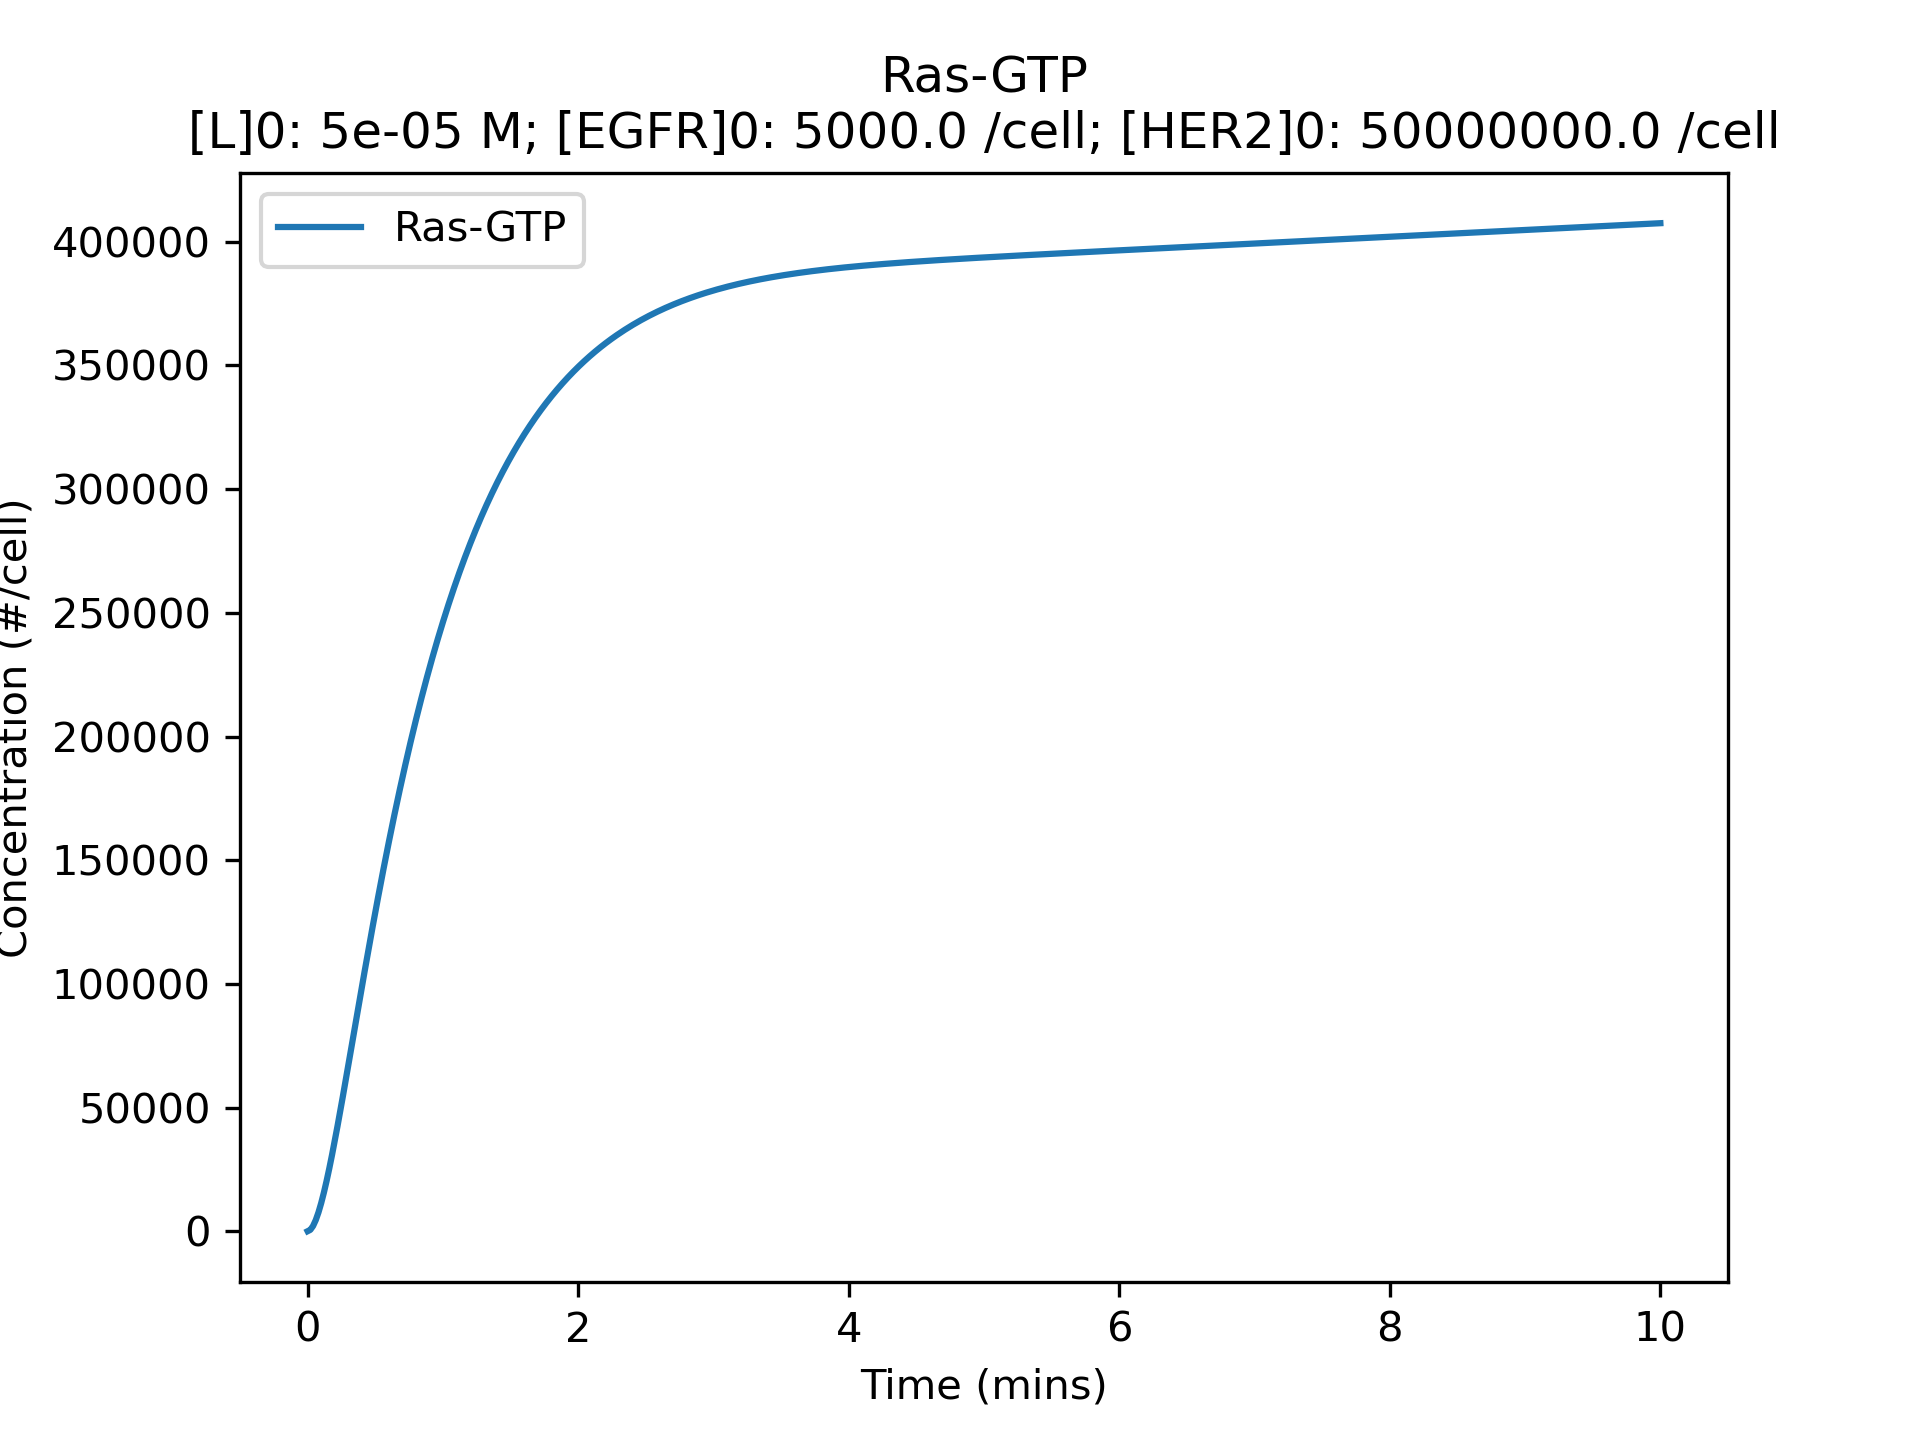 Ras-GTP
[L]0: 5e-05 M; [EGFR]0: 5000.0 /cell; [HER2]0: 50000000.0 /cell
Ras-GTP
400000
350000
300000
250000
200000
150000
100000
50000
0
Concentration (#/cell)
0 2 4 6 8 10
Time (mins)